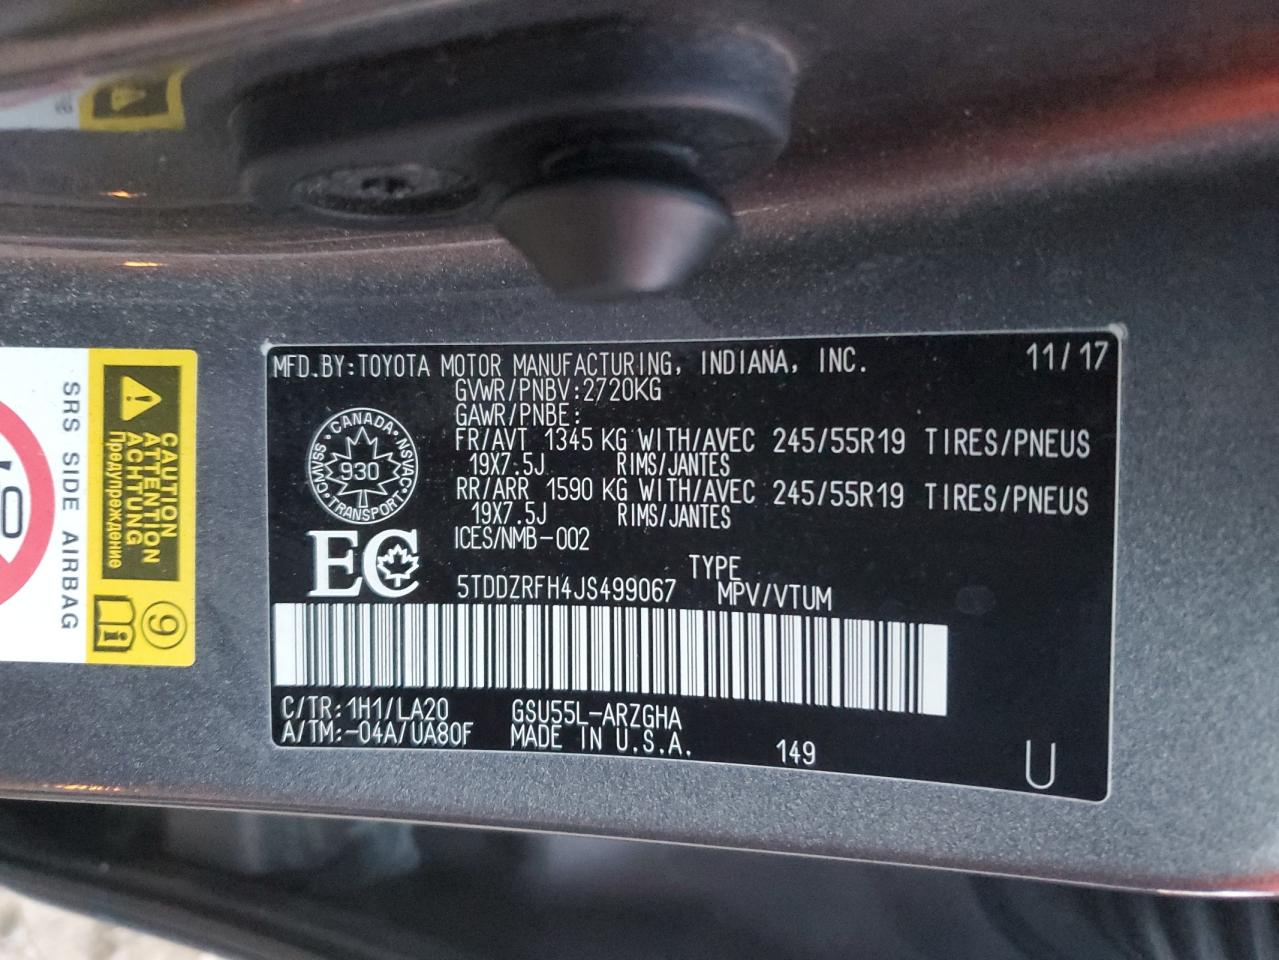 MFD.BY:TOYOTA MOTOR MANUFACTURING, INDIANA, INC. 11/17
GVWR/PNBV:2720KG
GAWR/PNBE:
FR/AVT 1345 KG WITH/AVEC 245/55R19 TIRES/PNEUS
19X7.5J RIMS/JANTES
RR/ARR 1590 KG WITH/AVEC 245/55R19 TIRES/PNEUS
19X7.5J RIMS/JANTES
ICES/NMB-002
CANADA
CMVSS NSVAC
930
TRANSPORT
EC
TYPE
5TDDZRFH4JS499067 MPV/VTUM
C/TR:1H1/LA20 GSU55L-ARZGHA
A/TM:-04A/UA80F MADE IN U.S.A. 149 U
CAUTION
ATTENTION
ACHTUNG
Предупреждение
9
SRS SIDE AIRBAG